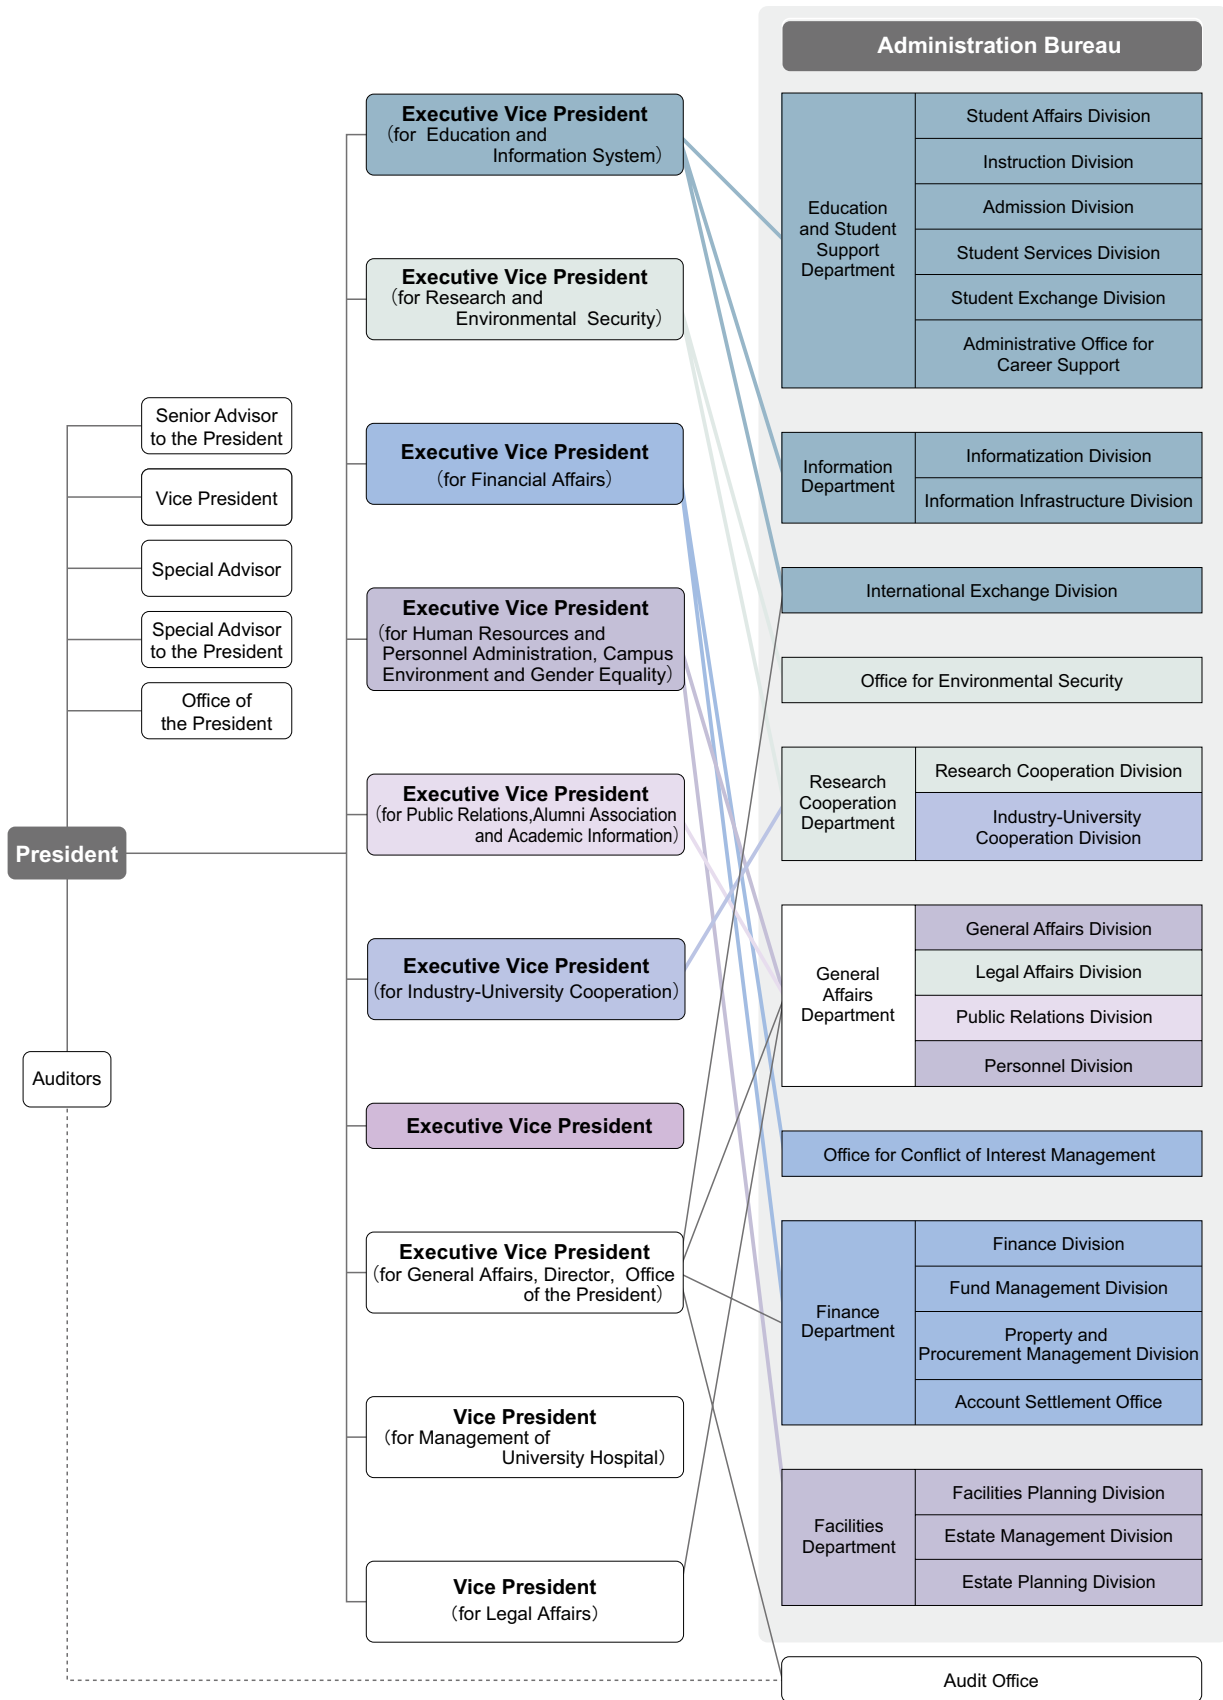 Administration Bureau
President
Senior Advisor
to the President
Vice President
Special Advisor
Special Advisor
to the President
Office of
the President
Auditors
Executive Vice President
(for Education and
Information System)
Executive Vice President
(for Research and
Environmental Security)
Executive Vice President
(for Financial Affairs)
Executive Vice President
(for Human Resources and
Personnel Administration, Campus
Environment and Gender Equality)
Executive Vice President
(for Public Relations,Alumni Association
and Academic Information)
Executive Vice President
(for Industry-University Cooperation)
Executive Vice President
Executive Vice President
(for General Affairs, Director, Office
of the President)
Vice President
(for Management of
University Hospital)
Vice President
(for Legal Affairs)
Education
and Student
Support
Department
Student Affairs Division
Instruction Division
Admission Division
Student Services Division
Student Exchange Division
Administrative Office for
Career Support
Information
Department
Informatization Division
Information Infrastructure Division
International Exchange Division
Office for Environmental Security
Research
Cooperation
Department
Research Cooperation Division
Industry-University
Cooperation Division
General
Affairs
Department
General Affairs Division
Legal Affairs Division
Public Relations Division
Personnel Division
Office for Conflict of Interest Management
Finance
Department
Finance Division
Fund Management Division
Property and
Procurement Management Division
Account Settlement Office
Facilities
Department
Facilities Planning Division
Estate Management Division
Estate Planning Division
Audit Office